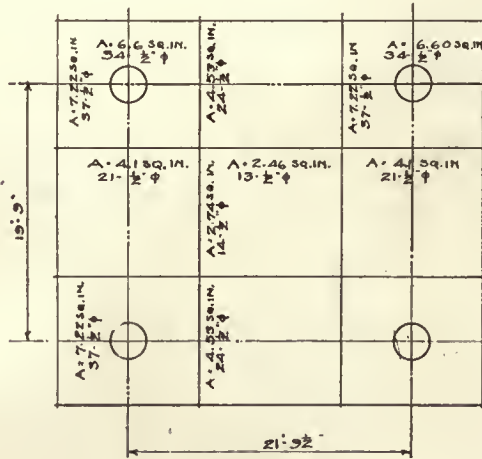 A=6.6 SQ.IN.
34-½"φ
A=7.22 SQ.IN.
37-½"φ
A=4.53 SQ.IN.
24-½"φ
A=7.22 SQ.IN
37-½"φ
A=6.60 SQ.IN
34-½"φ
A=4.1 SQ.IN.
21-½"φ
A=2.46 SQ.IN.
13-½"φ
A=4.1 SQ.IN.
21-½"φ
A=2.74 SQ.IN.
14-½"φ
19'-9"
A=7.22 SQ.IN.
37-½"φ
A=4.53 SQ.IN.
24-½"φ
21'-9½"